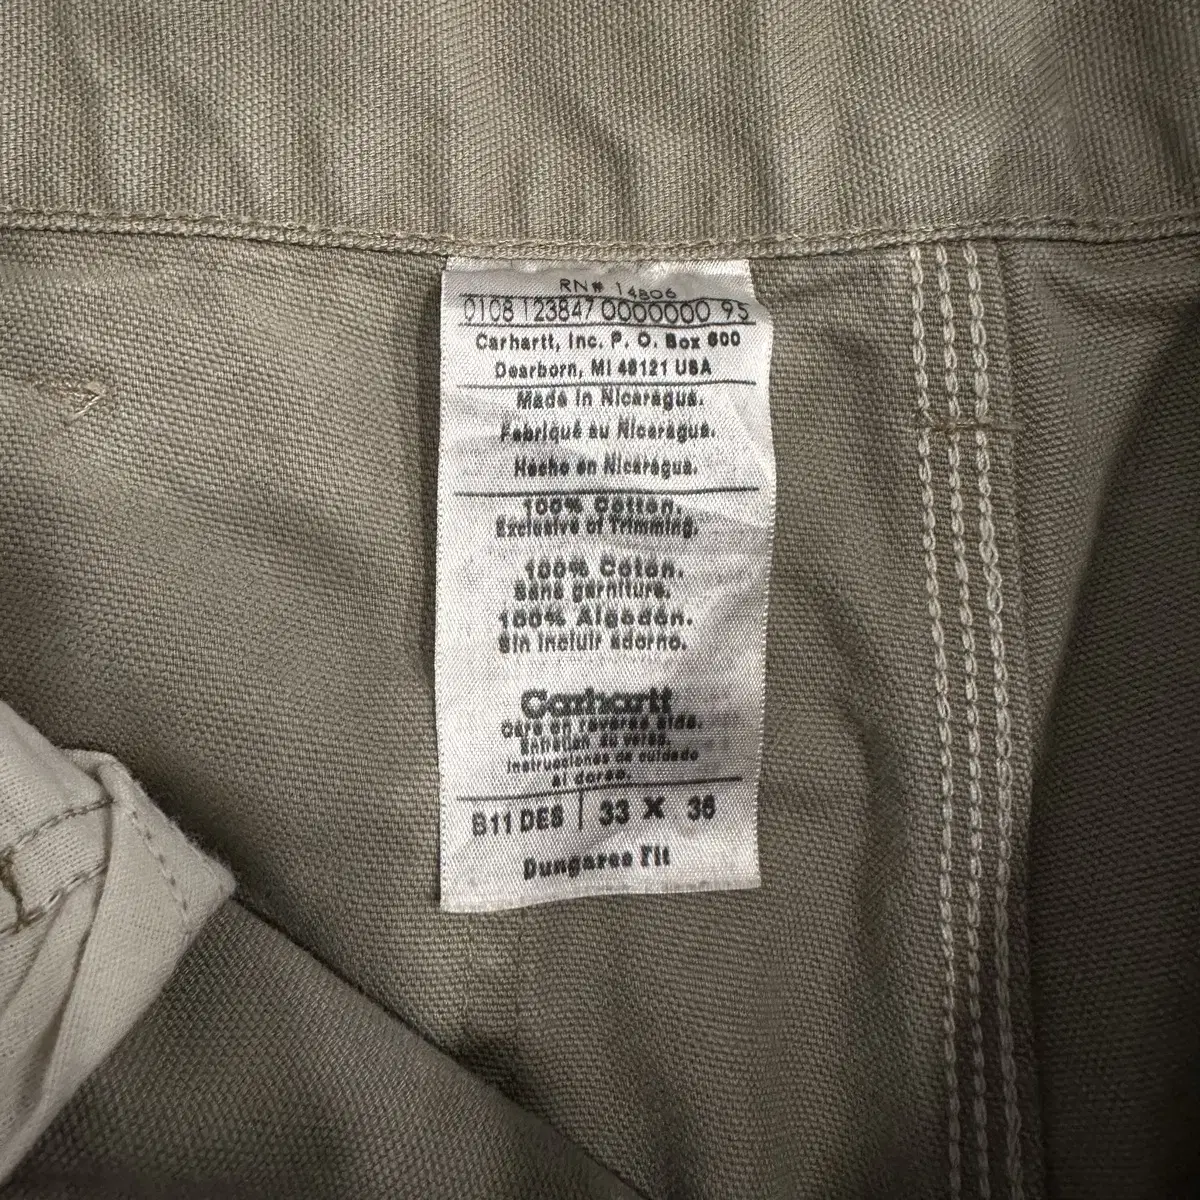 RN# 14806
0108 123847 0000000 95
Carhartt, Inc. P. O. Box 600
Dearborn, MI 48121 USA
Made in Nicaragua.
Fabriqué au Nicaragua.
Hecho en Nicaragua.
100% Cotton.
Exclusive of Trimming.
100% Coton.
Sans garniture.
100% Algodón.
Sin incluir adorno.
Carhartt
Care on reverse side.
Entretien au verso.
Instrucciones de cuidado
al dorso.
B11 DES | 33 X 36
Dungaree Fit